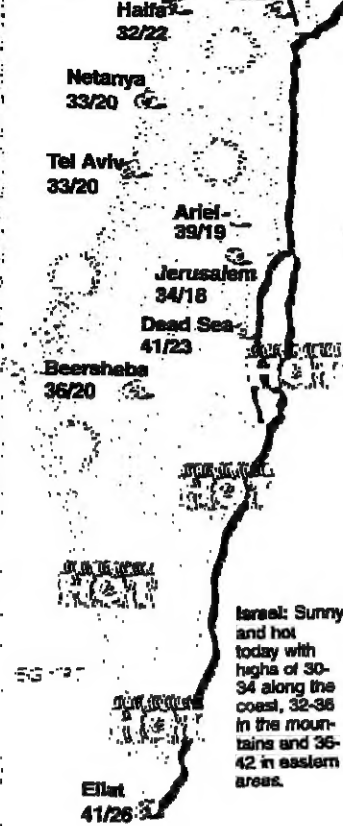 Haifa
32/22
Netanya
33/20
Tel Aviv
33/20
Ariel
39/19
Jerusalem
34/18
Dead Sea
41/23
Beersheba
36/20
Israel: Sunny
and hot
today with
highs of 30-
34 along the
coast, 32-36
in the moun-
tains and 36-
42 in eastern
areas.
Eilat
41/26